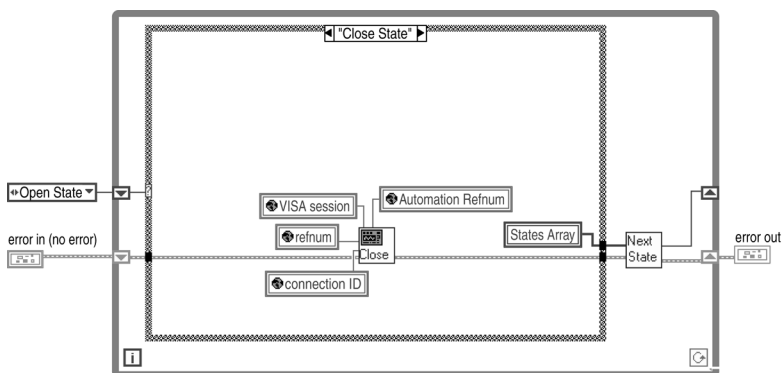 "Close State"
Open State
VISA session
Automation Refnum
refnum
Close
connection ID
States Array
Next
State
error in (no error)
error out
i